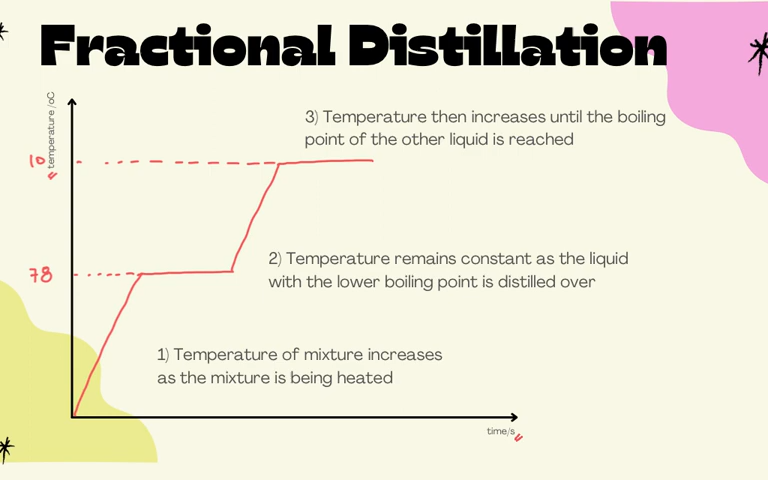 Fractional Distillation
temperature /oC
3) Temperature then increases until the boiling
point of the other liquid is reached
10
78
2) Temperature remains constant as the liquid
with the lower boiling point is distilled over
1) Temperature of mixture increases
as the mixture is being heated
time/s